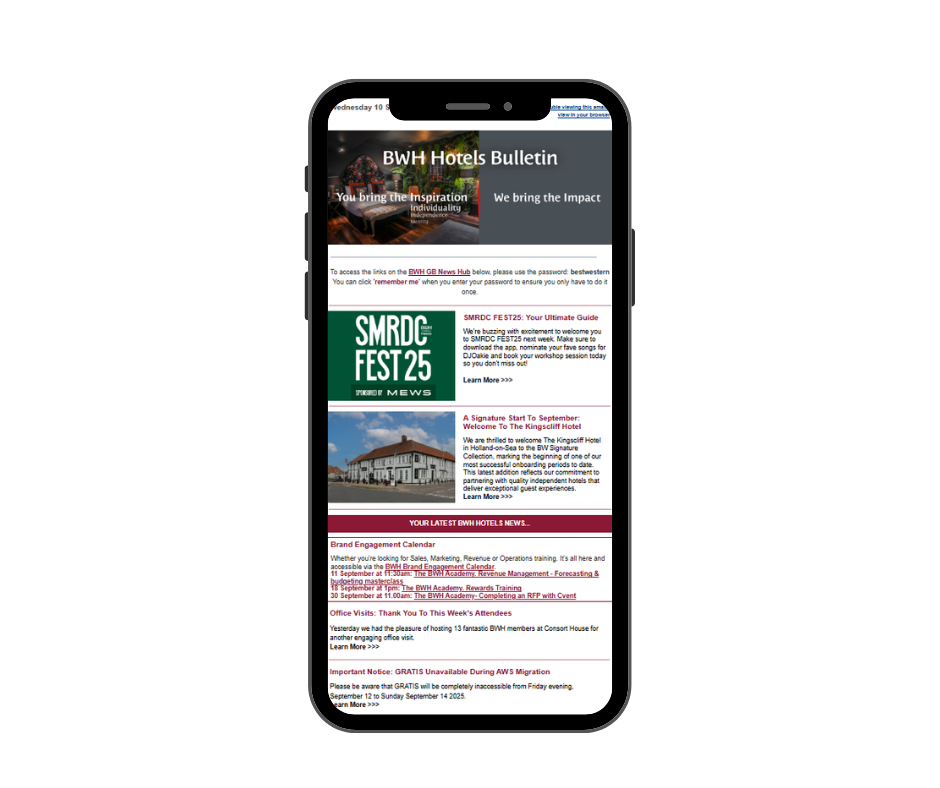 Wednesday 10 S
able viewing this email
view in your browser
BWH Hotels Bulletin
You bring the Inspiration
Individuality
Independence
We bring the Impact
To access the links on the BWH GB News Hub below, please use the password: bestwestern
You can click 'remember me' when you enter your password to ensure you only have to do it
once.
SMRDC
FEST 25
SPONSORED BY MEWS
SMRDC FEST25: Your Ultimate Guide
We're buzzing with excitement to welcome you
to SMRDC FEST25 next week. Make sure to
download the app, nominate your fave songs for
DJOakie and book your workshop session today
so you don't miss out!
Learn More >>>
A Signature Start To September:
Welcome To The Kingscliff Hotel
We are thrilled to welcome The Kingscliff Hotel
in Holland-on-Sea to the BW Signature
Collection, marking the beginning of one of our
most successful onboarding periods to date.
This latest addition reflects our commitment to
partnering with quality independent hotels that
deliver exceptional guest experiences.
Learn More >>>
YOUR LATEST BWH HOTELS NEWS...
Brand Engagement Calendar
Whether you're looking for Sales, Marketing, Revenue or Operations training. It's all here and
accessible via the BWH Brand Engagement Calendar.
11 September at 11:30am: The BWH Academy, Revenue Management - Forecasting &
budgeting masterclass
18 September at 1pm: The BWH Academy, Rewards Training
30 September at 11.00am: The BWH Academy- Completing an RFP with Cvent
Office Visits: Thank You To This Week's Attendees
Yesterday we had the pleasure of hosting 13 fantastic BWH members at Consort House for
another engaging office visit.
Learn More >>>
Important Notice: GRATIS Unavailable During AWS Migration
Please be aware that GRATIS will be completely inaccessible from Friday evening,
September 12 to Sunday September 14 2025.
Learn More >>>